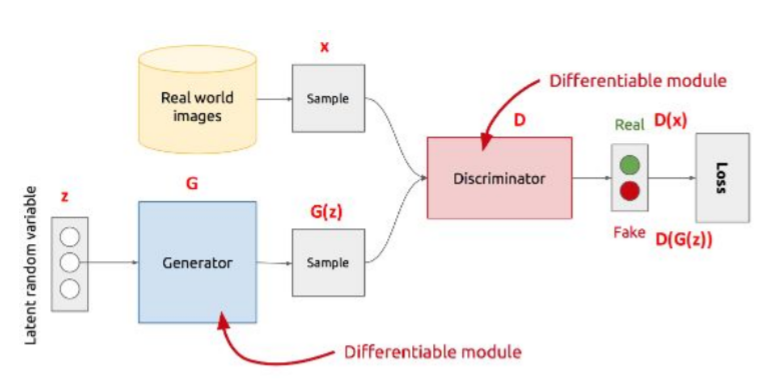 x
Differentiable module
Real world
images
Sample
D
Real D(x)
Discriminator
Loss
Latent random variable
z
G
G(z)
Fake D(G(z))
Generator
Sample
Differentiable module